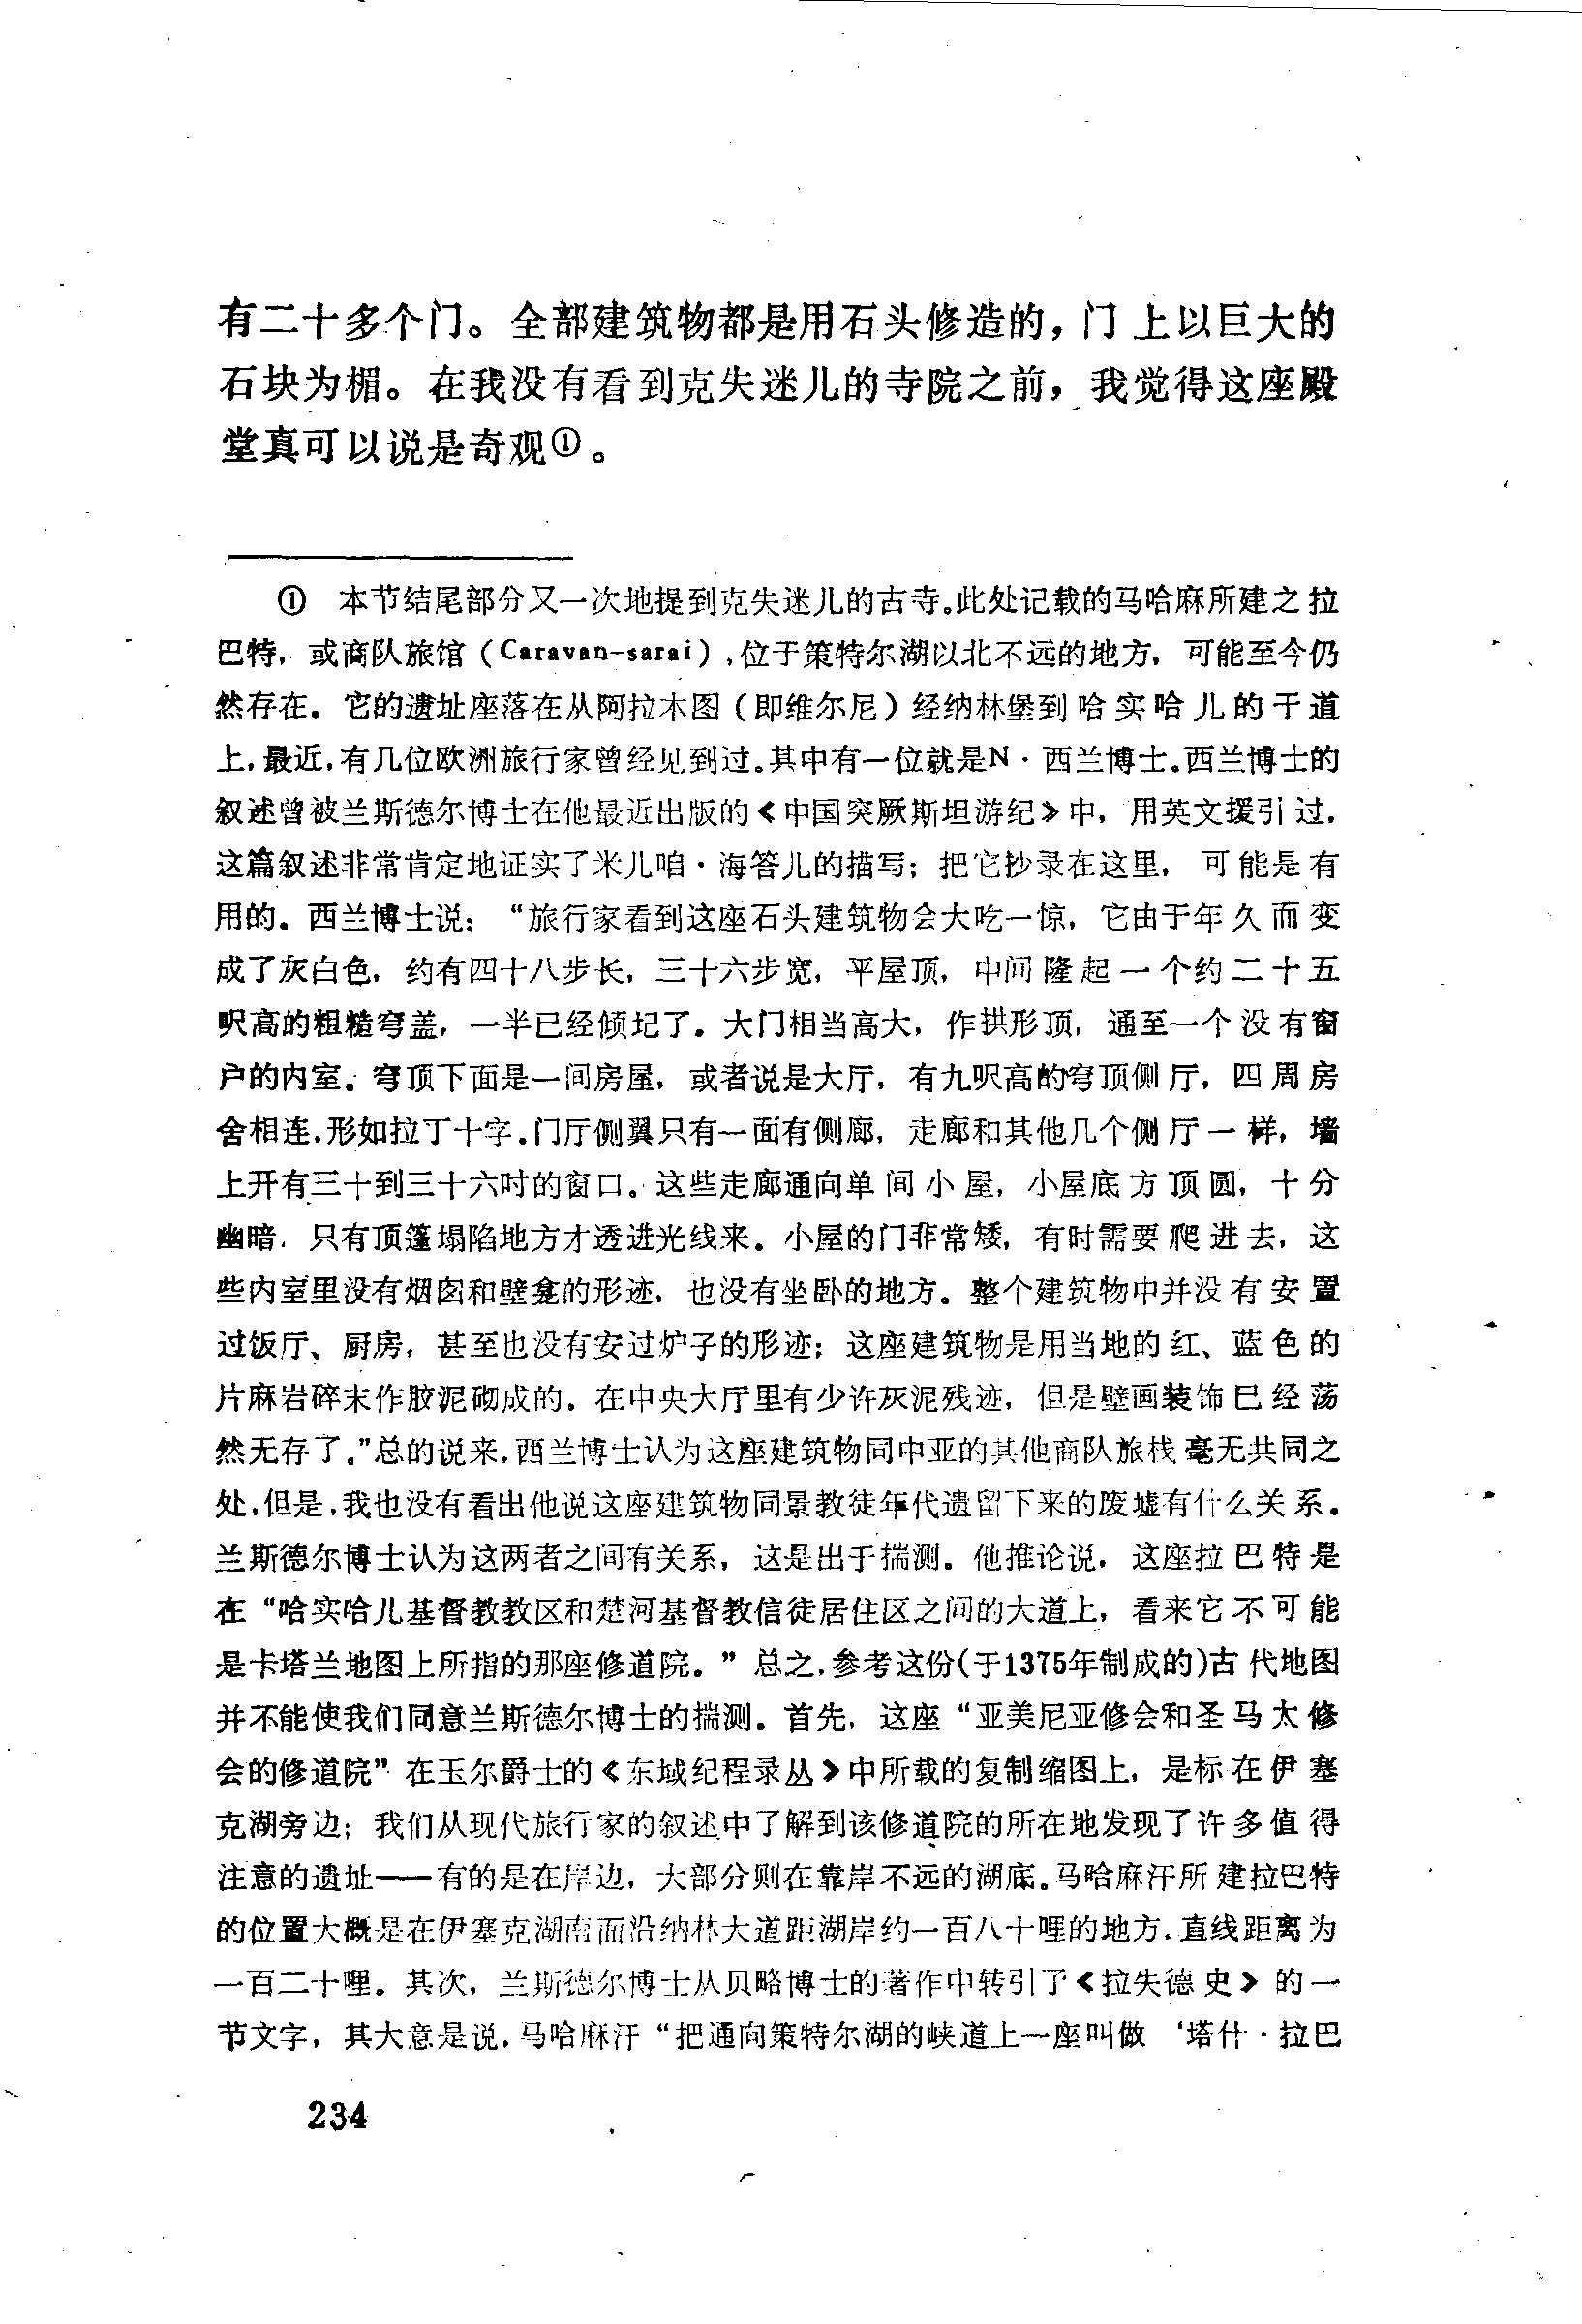 有二十多个门。全部建筑物都是用石头修造的，门上以巨大的
石块为楣。在我没有看到克失迷儿的寺院之前，我觉得这座殿
堂真可以说是奇观①。
① 本节结尾部分又一次地提到克失迷儿的古寺。此处记载的马哈麻所建之拉
巴特，或商队旅馆（Caravan-sarai），位于策特尔湖以北不远的地方，可能至今仍
然存在。它的遗址座落在从阿拉木图（即维尔尼）经纳林堡到哈实哈儿的干道
上，最近，有几位欧洲旅行家曾经见到过。其中有一位就是N·西兰博士。西兰博士的
叙述曾被兰斯德尔博士在他最近出版的《中国突厥斯坦游纪》中，用英文援引过。
这篇叙述非常肯定地证实了米儿咱·海答儿的描写；把它抄录在这里，可能是有
用的。西兰博士说：“旅行家看到这座石头建筑物会大吃一惊，它由于年久而变
成了灰白色，约有四十八步长，三十六步宽，平屋顶，中间隆起一个约二十五
呎高的粗糙穹盖，一半已经倾圮了。大门相当高大，作拱形顶，通至一个没有窗
户的内室。穹顶下面是一间房屋，或者说是大厅，有九呎高的穹顶侧厅，四周房
舍相连，形如拉丁十字。门厅侧翼只有一面有侧廊，走廊和其他几个侧厅一样，墙
上开有三十到三十六吋的窗口。这些走廊通向单间小屋，小屋底方顶圆，十分
幽暗，只有顶篷塌陷地方才透进光线来。小屋的门非常矮，有时需要爬进去，这
些内室里没有烟囱和壁龛的形迹，也没有坐卧的地方。整个建筑物中并没有安置
过饭厅、厨房，甚至也没有安过炉子的形迹；这座建筑物是用当地的红、蓝色的
片麻岩碎末作胶泥砌成的。在中央大厅里有少许灰泥残迹，但是壁画装饰已经荡
然无存了。”总的说来，西兰博士认为这座建筑物同中亚的其他商队旅栈毫无共同之
处，但是，我也没有看出他说这座建筑物同景教徒年代遗留下来的废墟有什么关系。
兰斯德尔博士认为这两者之间有关系，这是出于揣测。他推论说，这座拉巴特是
在“哈实哈儿基督教教区和楚河基督教信徒居住区之间的大道上，看来它不可能
是卡塔兰地图上所指的那座修道院。”总之，参考这份(于1375年制成的)古代地图
并不能使我们同意兰斯德尔博士的揣测。首先，这座“亚美尼亚修会和圣马太修
会的修道院”在玉尔爵士的《东域纪程录丛》中所载的复制缩图上，是标在伊塞
克湖旁边；我们从现代旅行家的叙述中了解到该修道院的所在地发现了许多值得
注意的遗址——有的是在岸边，大部分则在靠岸不远的湖底。马哈麻汗所建拉巴特
的位置大概是在伊塞克湖南面沿纳林大道距湖岸约一百八十哩的地方，直线距离为
一百二十哩。其次，兰斯德尔博士从贝略博士的著作中转引了《拉失德史》的一
节文字，其大意是说，马哈麻汗“把通向策特尔湖的峡道上一座叫做‘塔什·拉巴
234